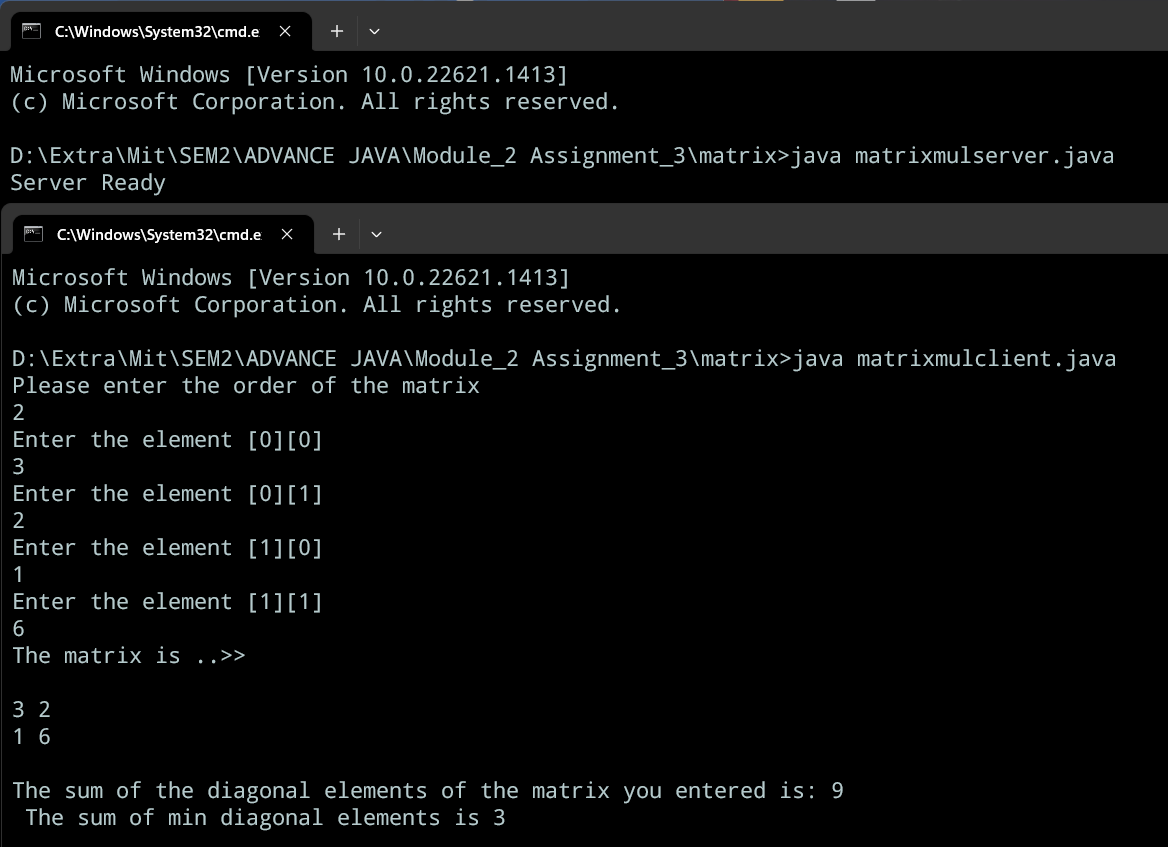 C:\Windows\System32\cmd.e
Microsoft Windows [Version 10.0.22621.1413]
(c) Microsoft Corporation. All rights reserved.
D:\Extra\Mit\SEM2\ADVANCE JAVA\Module_2 Assignment_3\matrix>java matrixmulserver.java
Server Ready
C:\Windows\System32\cmd.e
Microsoft Windows [Version 10.0.22621.1413]
(c) Microsoft Corporation. All rights reserved.
D:\Extra\Mit\SEM2\ADVANCE JAVA\Module_2 Assignment_3\matrix>java matrixmulclient.java
Please enter the order of the matrix
2
Enter the element [0][0]
3
Enter the element [0][1]
2
Enter the element [1][0]
1
Enter the element [1][1]
6
The matrix is ..>>
3 2
1 6
The sum of the diagonal elements of the matrix you entered is: 9
The sum of min diagonal elements is 3